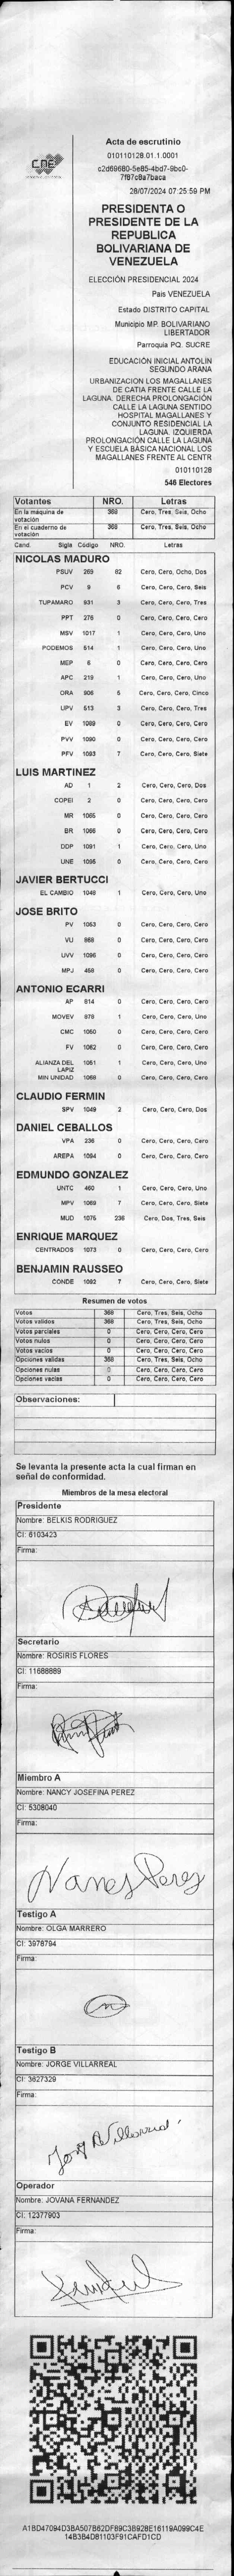 CNE
Acta de escrutinio
010110128.01.1.0001
c2d69680-5e85-4bd7-9bc0-
7f87c8a7baca
28/07/2024 07:25:59 PM
PRESIDENTA O
PRESIDENTE DE LA
REPUBLICA
BOLIVARIANA DE
VENEZUELA
ELECCIÓN PRESIDENCIAL 2024
Pais VENEZUELA
Estado DISTRITO CAPITAL
Municipio MP. BOLIVARIANO
LIBERTADOR
Parroquia PQ. SUCRE
EDUCACIÓN INICIAL ANTOLIN
SEGUNDO ARANA
URBANIZACION LOS MAGALLANES
DE CATIA FRENTE CALLE LA
LAGUNA. DERECHA PROLONGACIÓN
CALLE LA LAGUNA SENTIDO
HOSPITAL MAGALLANES Y
CONJUNTO RESIDENCIAL LA
LAGUNA. IZQUIERDA
PROLONGACIÓN CALLE LA LAGUNA
Y ESCUELA BÁSICA NACIONAL LOS
MAGALLANES FRENTE AL CENTR
010110128
546 Electores
Votantes NRO. Letras
En la máquina de votación 368 Cero, Tres, Seis, Ocho
En el cuaderno de votación 368 Cero, Tres, Seis, Ocho
Cand. Sigla Código NRO. Letras
NICOLAS MADURO
PSUV 269 82 Cero, Cero, Ocho, Dos
PCV 9 6 Cero, Cero, Cero, Seis
TUPAMARO 931 3 Cero, Cero, Cero, Tres
PPT 276 0 Cero, Cero, Cero, Cero
MSV 1017 1 Cero, Cero, Cero, Uno
PODEMOS 514 1 Cero, Cero, Cero, Uno
MEP 6 0 Cero, Cero, Cero, Cero
APC 219 1 Cero, Cero, Cero, Uno
ORA 906 5 Cero, Cero, Cero, Cinco
UPV 513 3 Cero, Cero, Cero, Tres
EV 1089 0 Cero, Cero, Cero, Cero
PVV 1090 0 Cero, Cero, Cero, Cero
PFV 1093 7 Cero, Cero, Cero, Siete
LUIS MARTINEZ
AD 1 2 Cero, Cero, Cero, Dos
COPEI 2 0 Cero, Cero, Cero, Cero
MR 1065 0 Cero, Cero, Cero, Cero
BR 1066 0 Cero, Cero, Cero, Cero
DDP 1091 1 Cero, Cero, Cero, Uno
UNE 1095 0 Cero, Cero, Cero, Cero
JAVIER BERTUCCI
EL CAMBIO 1048 1 Cero, Cero, Cero, Uno
JOSE BRITO
PV 1053 0 Cero, Cero, Cero, Cero
VU 868 0 Cero, Cero, Cero, Cero
UVV 1096 0 Cero, Cero, Cero, Cero
MPJ 458 0 Cero, Cero, Cero, Cero
ANTONIO ECARRI
AP 814 0 Cero, Cero, Cero, Cero
MOVEV 878 1 Cero, Cero, Cero, Uno
CMC 1050 0 Cero, Cero, Cero, Cero
FV 1062 0 Cero, Cero, Cero, Cero
ALIANZA DEL LAPIZ 1051 1 Cero, Cero, Cero, Uno
MIN UNIDAD 1068 0 Cero, Cero, Cero, Cero
CLAUDIO FERMIN
SPV 1049 2 Cero, Cero, Cero, Dos
DANIEL CEBALLOS
VPA 236 0 Cero, Cero, Cero, Cero
AREPA 1094 0 Cero, Cero, Cero, Cero
EDMUNDO GONZALEZ
UNTC 460 1 Cero, Cero, Cero, Uno
MPV 1069 7 Cero, Cero, Cero, Siete
MUD 1075 236 Cero, Dos, Tres, Seis
ENRIQUE MARQUEZ
CENTRADOS 1073 0 Cero, Cero, Cero, Cero
BENJAMIN RAUSSEO
CONDE 1092 7 Cero, Cero, Cero, Siete
Resumen de votos
Votos 368 Cero, Tres, Seis, Ocho
Votos validos 368 Cero, Tres, Seis, Ocho
Votos parciales 0 Cero, Cero, Cero, Cero
Votos nulos 0 Cero, Cero, Cero, Cero
Votos vacios 0 Cero, Cero, Cero, Cero
Opciones validas 368 Cero, Tres, Seis, Ocho
Opciones nulas 0 Cero, Cero, Cero, Cero
Opciones vacias 0 Cero, Cero, Cero, Cero
Observaciones:
Se levanta la presente acta la cual firman en
señal de conformidad.
Miembros de la mesa electoral
Presidente
Nombre: BELKIS RODRIGUEZ
CI: 6103423
Firma:
Secretario
Nombre: ROSIRIS FLORES
CI: 11688889
Firma:
Miembro A
Nombre: NANCY JOSEFINA PEREZ
CI: 5308040
Firma:
Nancy Perez
Testigo A
Nombre: OLGA MARRERO
CI: 3978794
Firma:
Testigo B
Nombre: JORGE VILLARREAL
CI: 3627329
Firma:
Jorge Villarreal
Operador
Nombre: JOVANA FERNANDEZ
CI: 12377903
Firma:
A1BD47094D3BA507B62DF89C3B928E16119A099C4E
14B3B4D81103F91CAFD1CD